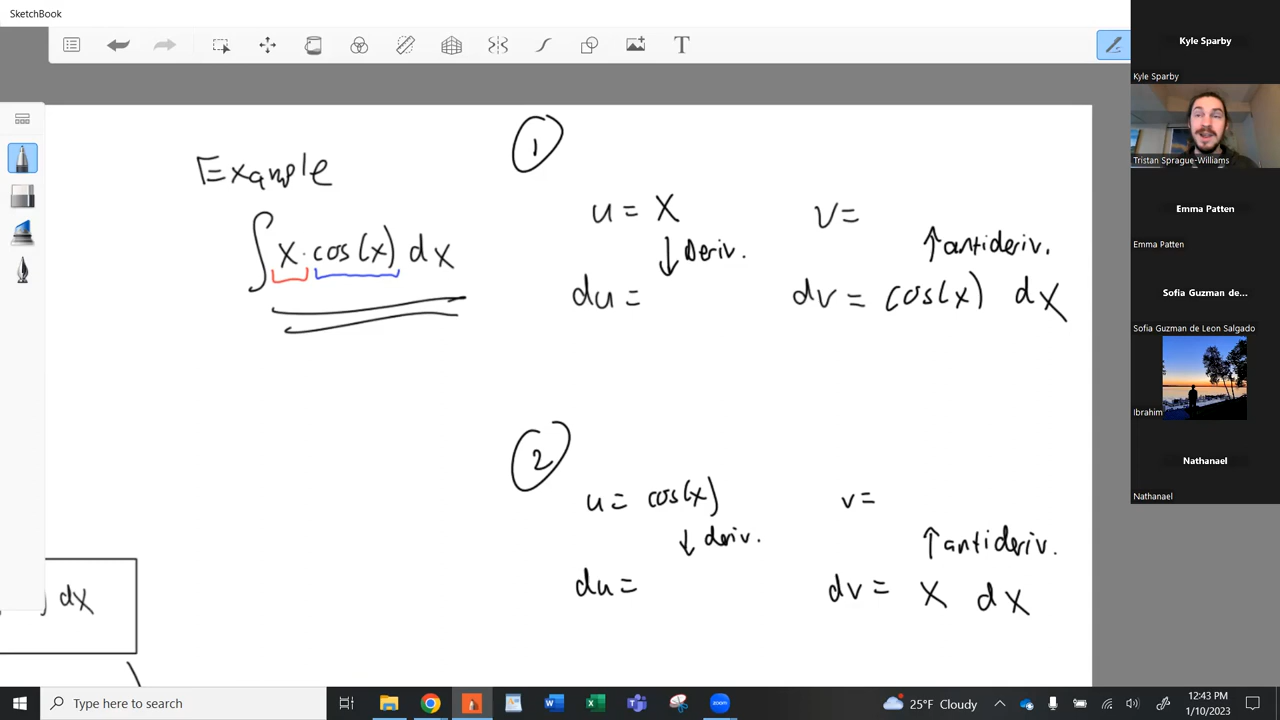 SketchBook
Example
∫ x · cos(x) dx
1
u = x
v =
↓ Deriv.
↑ antideriv.
du =
dv = cos(x) dx
2
u = cos(x)
v =
↓ deriv.
↑ antideriv.
du =
dv = x dx
) dx
Kyle Sparby
Kyle Sparby
Tristan Sprague-Williams
Emma Patten
Emma Patten
Sofia Guzman de...
Sofia Guzman de Leon Salgado
Ibrahim
Nathanael
Nathanael
Type here to search
zoom
25°F Cloudy
12:43 PM
1/10/2023